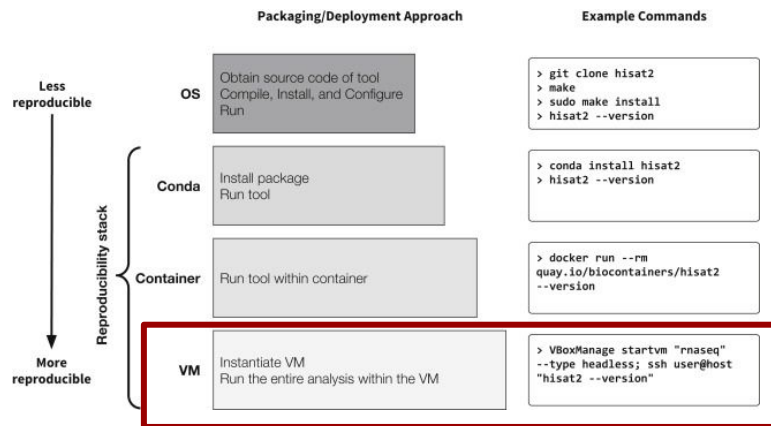 Packaging/Deployment Approach
Example Commands
Less
reproducible
OS
Obtain source code of tool
Compile, Install, and Configure
Run
> git clone hisat2
> make
> sudo make install
> hisat2 --version
Reproducibility stack
Conda
Install package
Run tool
> conda install hisat2
> hisat2 --version
Container
Run tool within container
> docker run --rm
quay.io/biocontainers/hisat2
--version
More
reproducible
VM
Instantiate VM
Run the entire analysis within the VM
> VBoxManage startvm "rnaseq"
--type headless; ssh user@host
"hisat2 --version"